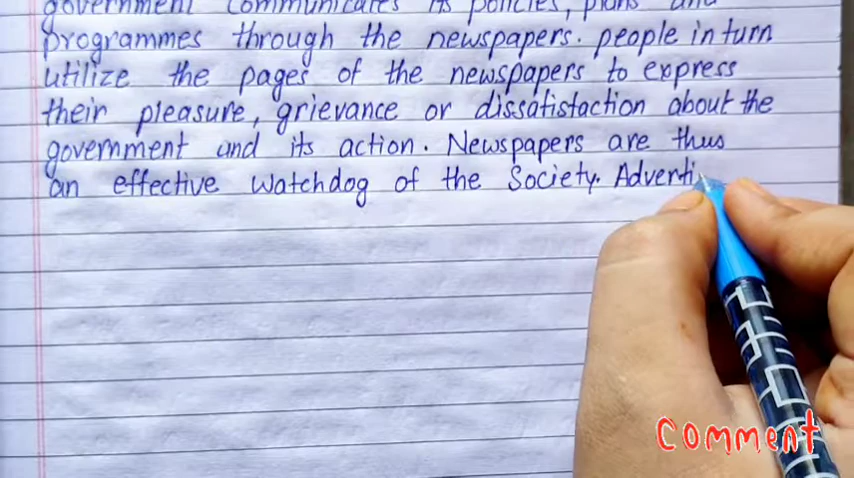 government communicates its policies, plans and
programmes through the newspapers. people in turn
utilize the pages of the newspapers to express
their pleasure, grievance or dissatistaction about the
government and its action. Newspapers are thus
an effective watchdog of the Society. Adverti
Comment